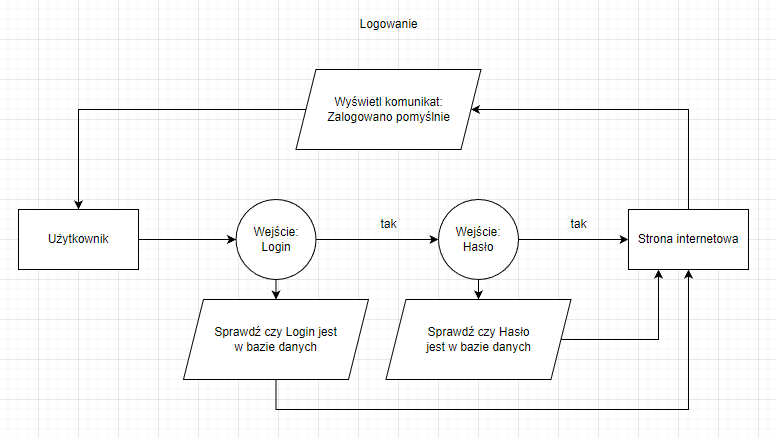 Logowanie
Wyświetl komunikat:
Zalogowano pomyślnie
Użytkownik
Wejście:
Login
tak
Wejście:
Hasło
tak
Strona internetowa
Sprawdź czy Login jest
w bazie danych
Sprawdź czy Hasło
jest w bazie danych